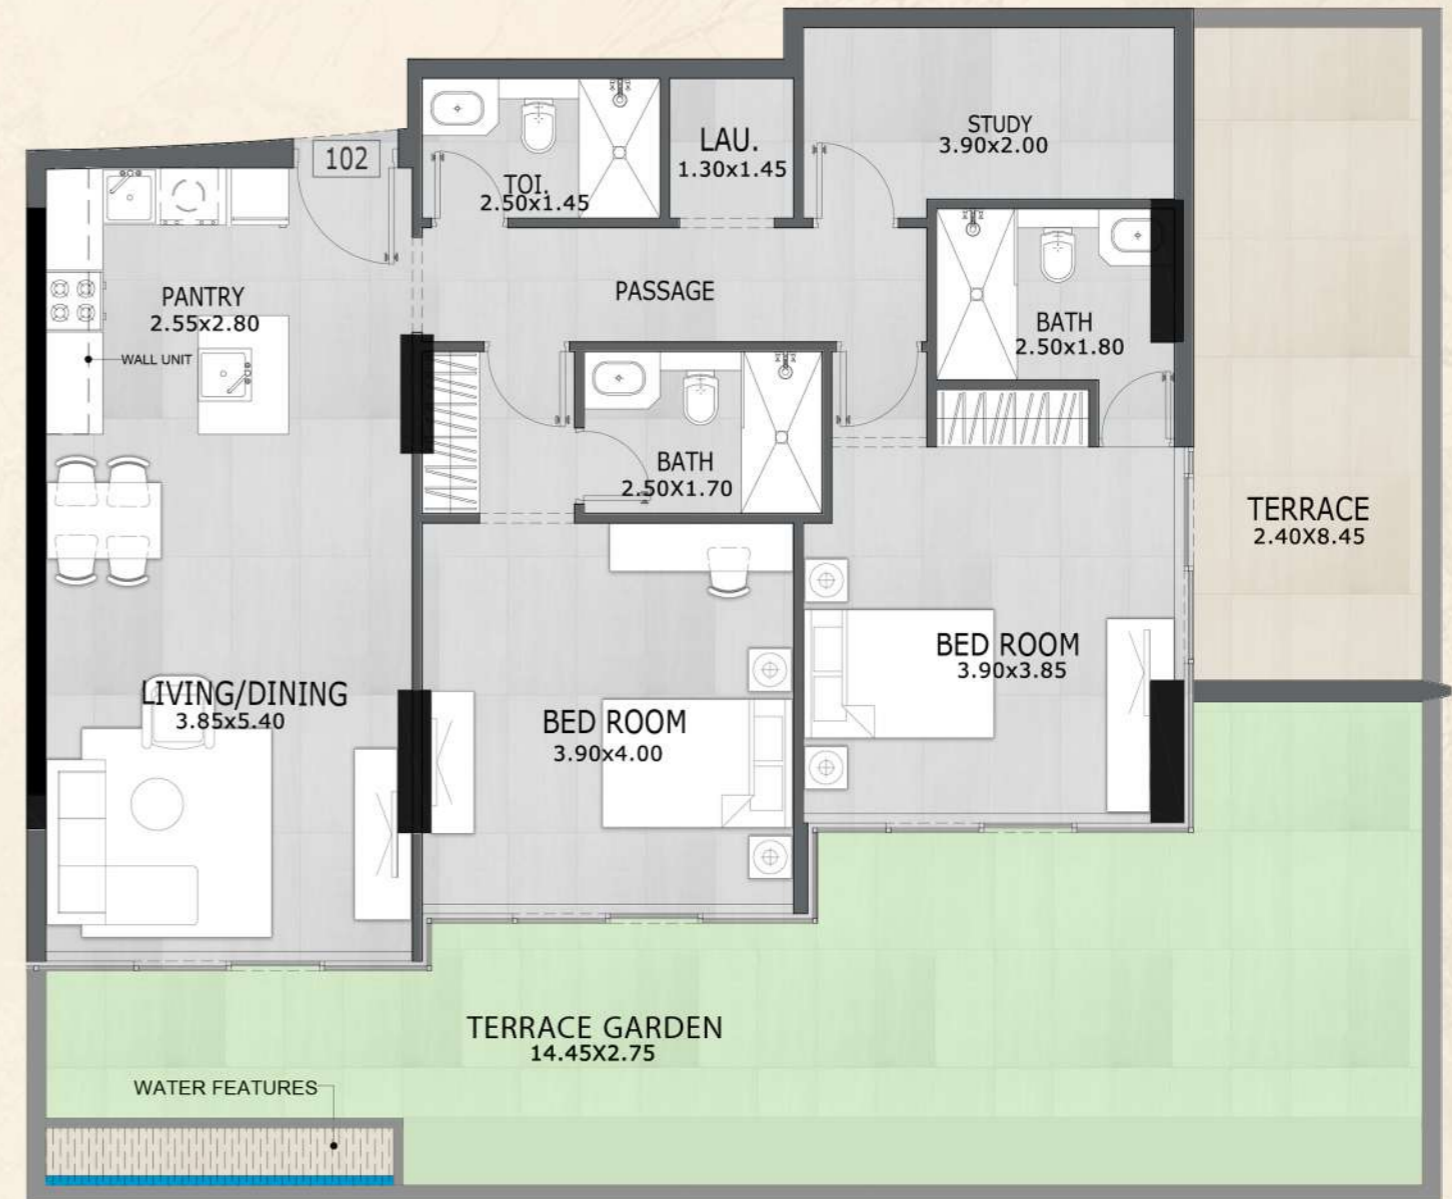 102
LAU.
1.30x1.45
STUDY
3.90x2.00
TOI.
2.50x1.45
PANTRY
2.55x2.80
PASSAGE
BATH
2.50x1.80
WALL UNIT
BATH
2.50X1.70
TERRACE
2.40X8.45
LIVING/DINING
3.85x5.40
BED ROOM
3.90x4.00
BED ROOM
3.90x3.85
TERRACE GARDEN
14.45X2.75
WATER FEATURES